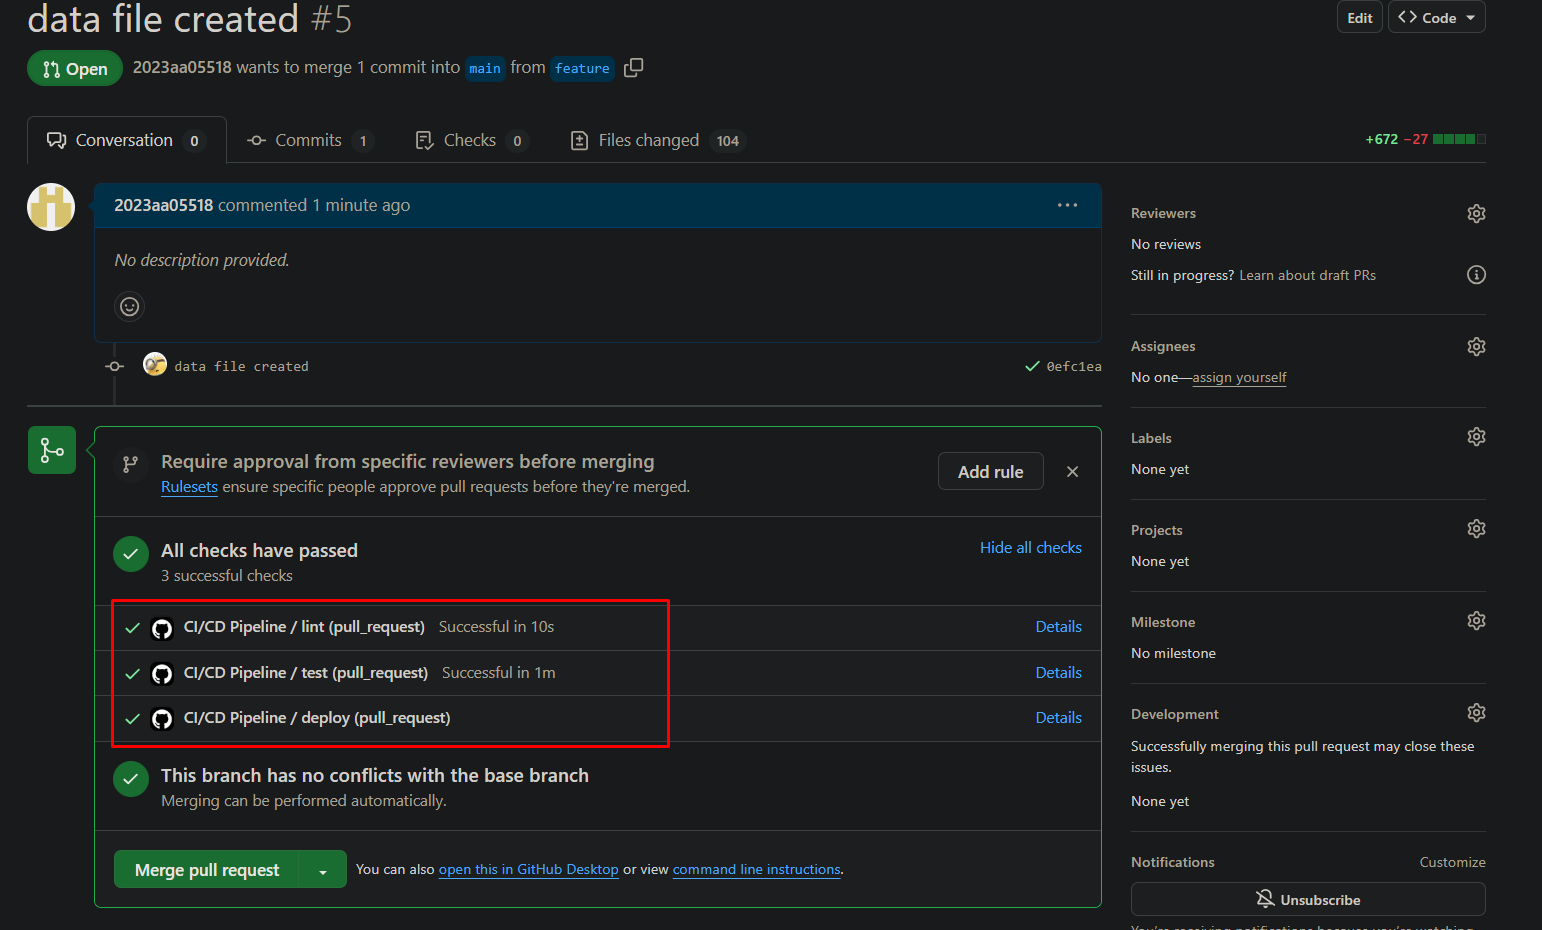 data file created #5
Edit
Code
Open
2023aa05518 wants to merge 1 commit into main from feature
Conversation 0
Commits 1
Checks 0
Files changed 104
+672 −27
2023aa05518 commented 1 minute ago
No description provided.
data file created
0efc1ea
Require approval from specific reviewers before merging
Rulesets ensure specific people approve pull requests before they're merged.
Add rule
All checks have passed
3 successful checks
Hide all checks
CI/CD Pipeline / lint (pull_request) Successful in 10s
Details
CI/CD Pipeline / test (pull_request) Successful in 1m
Details
CI/CD Pipeline / deploy (pull_request)
Details
This branch has no conflicts with the base branch
Merging can be performed automatically.
Merge pull request
You can also open this in GitHub Desktop or view command line instructions.
Reviewers
No reviews
Still in progress? Learn about draft PRs
Assignees
No one—assign yourself
Labels
None yet
Projects
None yet
Milestone
No milestone
Development
Successfully merging this pull request may close these
issues.
None yet
Notifications
Customize
Unsubscribe
You're receiving notifications because you're watching